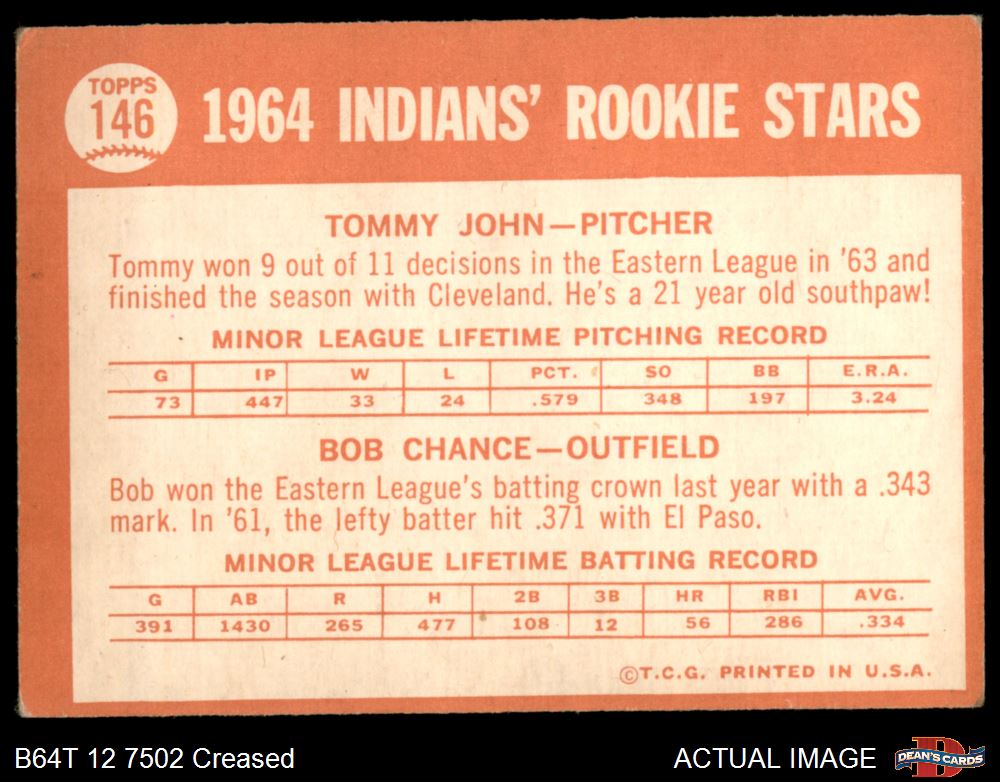 TOPPS
146
1964 INDIANS' ROOKIE STARS
TOMMY JOHN—PITCHER
Tommy won 9 out of 11 decisions in the Eastern League in '63 and
finished the season with Cleveland. He's a 21 year old southpaw!
MINOR LEAGUE LIFETIME PITCHING RECORD
G IP W L PCT. SO BB E.R.A.
73 447 33 24 .579 348 197 3.24
BOB CHANCE—OUTFIELD
Bob won the Eastern League's batting crown last year with a .343
mark. In '61, the lefty batter hit .371 with El Paso.
MINOR LEAGUE LIFETIME BATTING RECORD
G AB R H 2B 3B HR RBI AVG.
391 1430 265 477 108 12 56 286 .334
©T.C.G. PRINTED IN U.S.A.
B64T 12 7502 Creased
ACTUAL IMAGE
D
DEAN'S CARDS